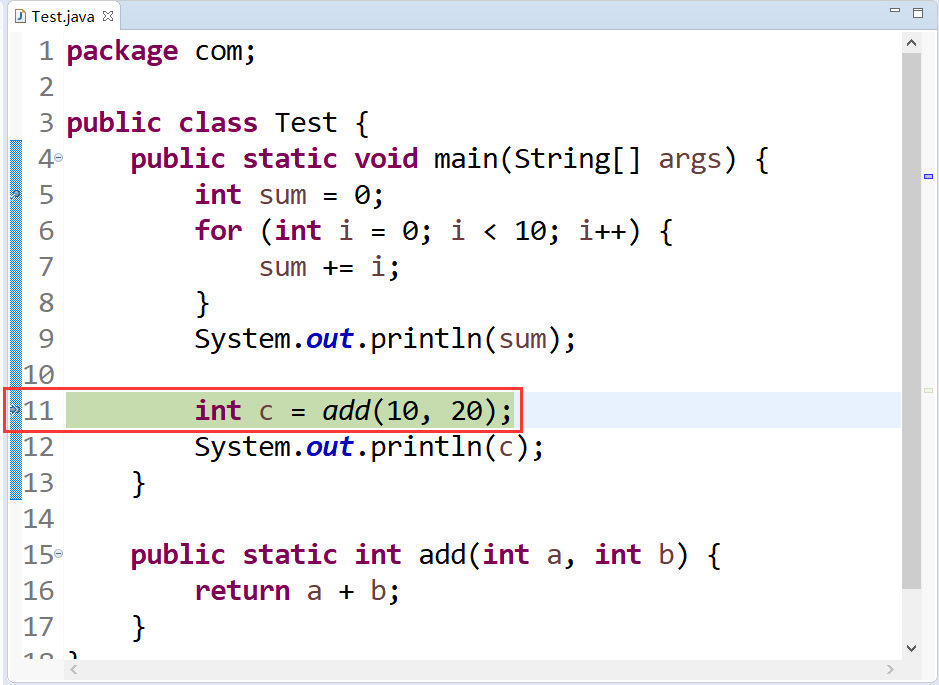 Test.java
1 package com;
2
3 public class Test {
4 public static void main(String[] args) {
5 int sum = 0;
6 for (int i = 0; i < 10; i++) {
7 sum += i;
8 }
9 System.out.println(sum);
10
11 int c = add(10, 20);
12 System.out.println(c);
13 }
14
15 public static int add(int a, int b) {
16 return a + b;
17 }
18 }